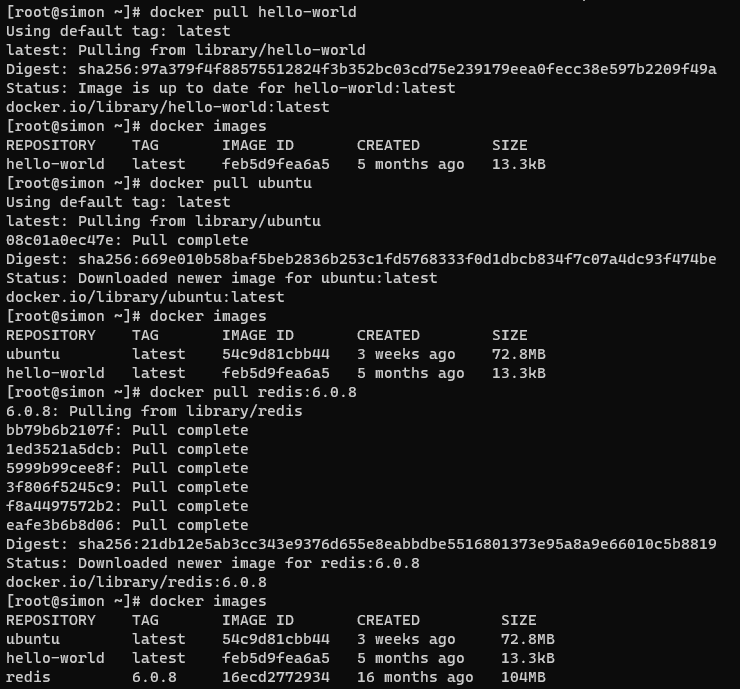 [root@simon ~]# docker pull hello-world
Using default tag: latest
latest: Pulling from library/hello-world
Digest: sha256:97a379f4f88575512824f3b352bc03cd75e239179eea0fecc38e597b2209f49a
Status: Image is up to date for hello-world:latest
docker.io/library/hello-world:latest
[root@simon ~]# docker images
REPOSITORY    TAG       IMAGE ID       CREATED        SIZE
hello-world   latest    feb5d9fea6a5   5 months ago   13.3kB
[root@simon ~]# docker pull ubuntu
Using default tag: latest
latest: Pulling from library/ubuntu
08c01a0ec47e: Pull complete
Digest: sha256:669e010b58baf5beb2836b253c1fd5768333f0d1dbcb834f7c07a4dc93f474be
Status: Downloaded newer image for ubuntu:latest
docker.io/library/ubuntu:latest
[root@simon ~]# docker images
REPOSITORY    TAG       IMAGE ID       CREATED        SIZE
ubuntu        latest    54c9d81cbb44   3 weeks ago    72.8MB
hello-world   latest    feb5d9fea6a5   5 months ago   13.3kB
[root@simon ~]# docker pull redis:6.0.8
6.0.8: Pulling from library/redis
bb79b6b2107f: Pull complete
1ed3521a5dcb: Pull complete
5999b99cee8f: Pull complete
3f806f5245c9: Pull complete
f8a4497572b2: Pull complete
eafe3b6b8d06: Pull complete
Digest: sha256:21db12e5ab3cc343e9376d655e8eabbdbe5516801373e95a8a9e66010c5b8819
Status: Downloaded newer image for redis:6.0.8
docker.io/library/redis:6.0.8
[root@simon ~]# docker images
REPOSITORY    TAG       IMAGE ID       CREATED         SIZE
ubuntu        latest    54c9d81cbb44   3 weeks ago     72.8MB
hello-world   latest    feb5d9fea6a5   5 months ago    13.3kB
redis         6.0.8     16ecd2772934   16 months ago   104MB